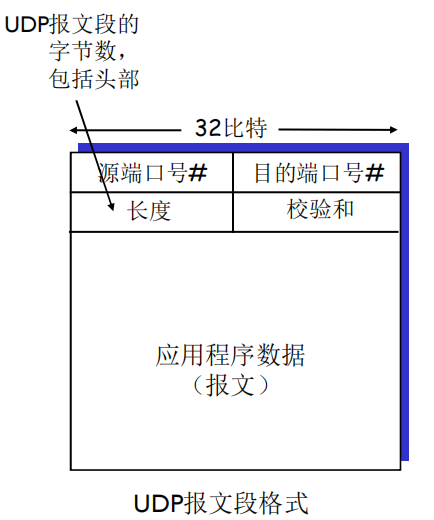 UDP报文段的
字节数，
包括头部
32比特
源端口号#
目的端口号#
长度
校验和
应用程序数据
（报文）
UDP报文段格式